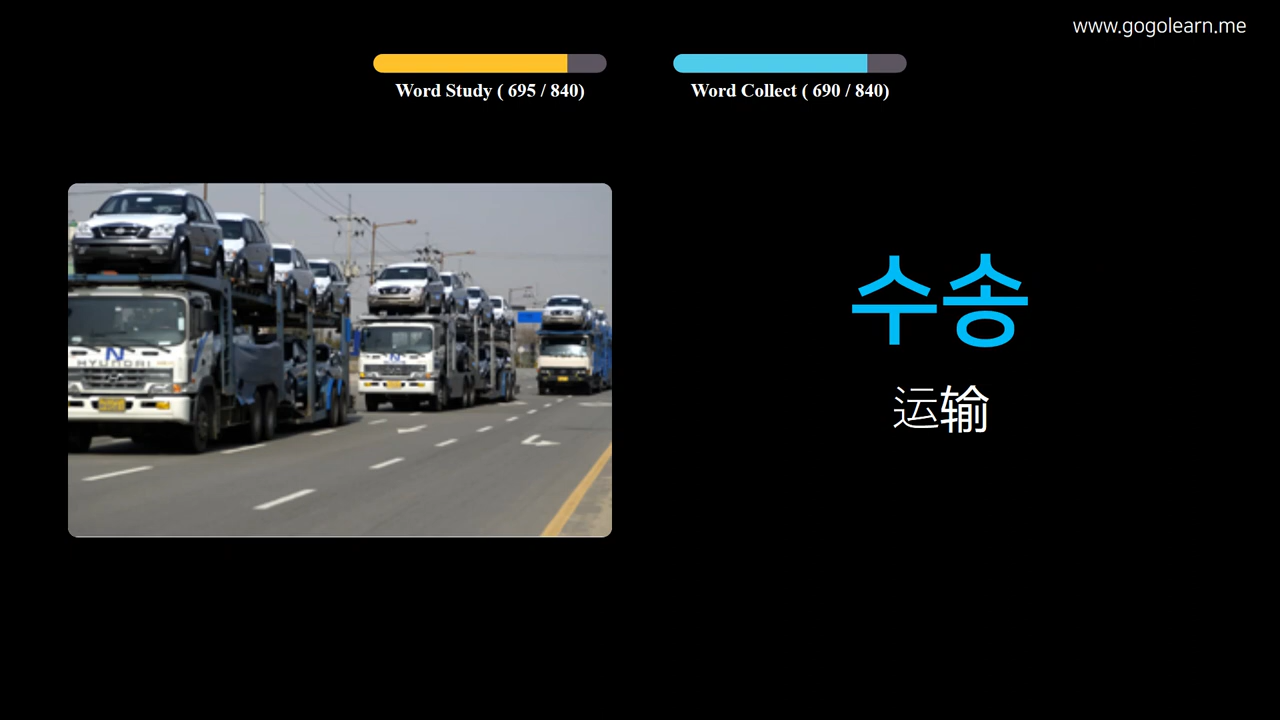 www.gogolearn.me
Word Study ( 695 / 840)
Word Collect ( 690 / 840)
수송
运输
N
HYUNDAI